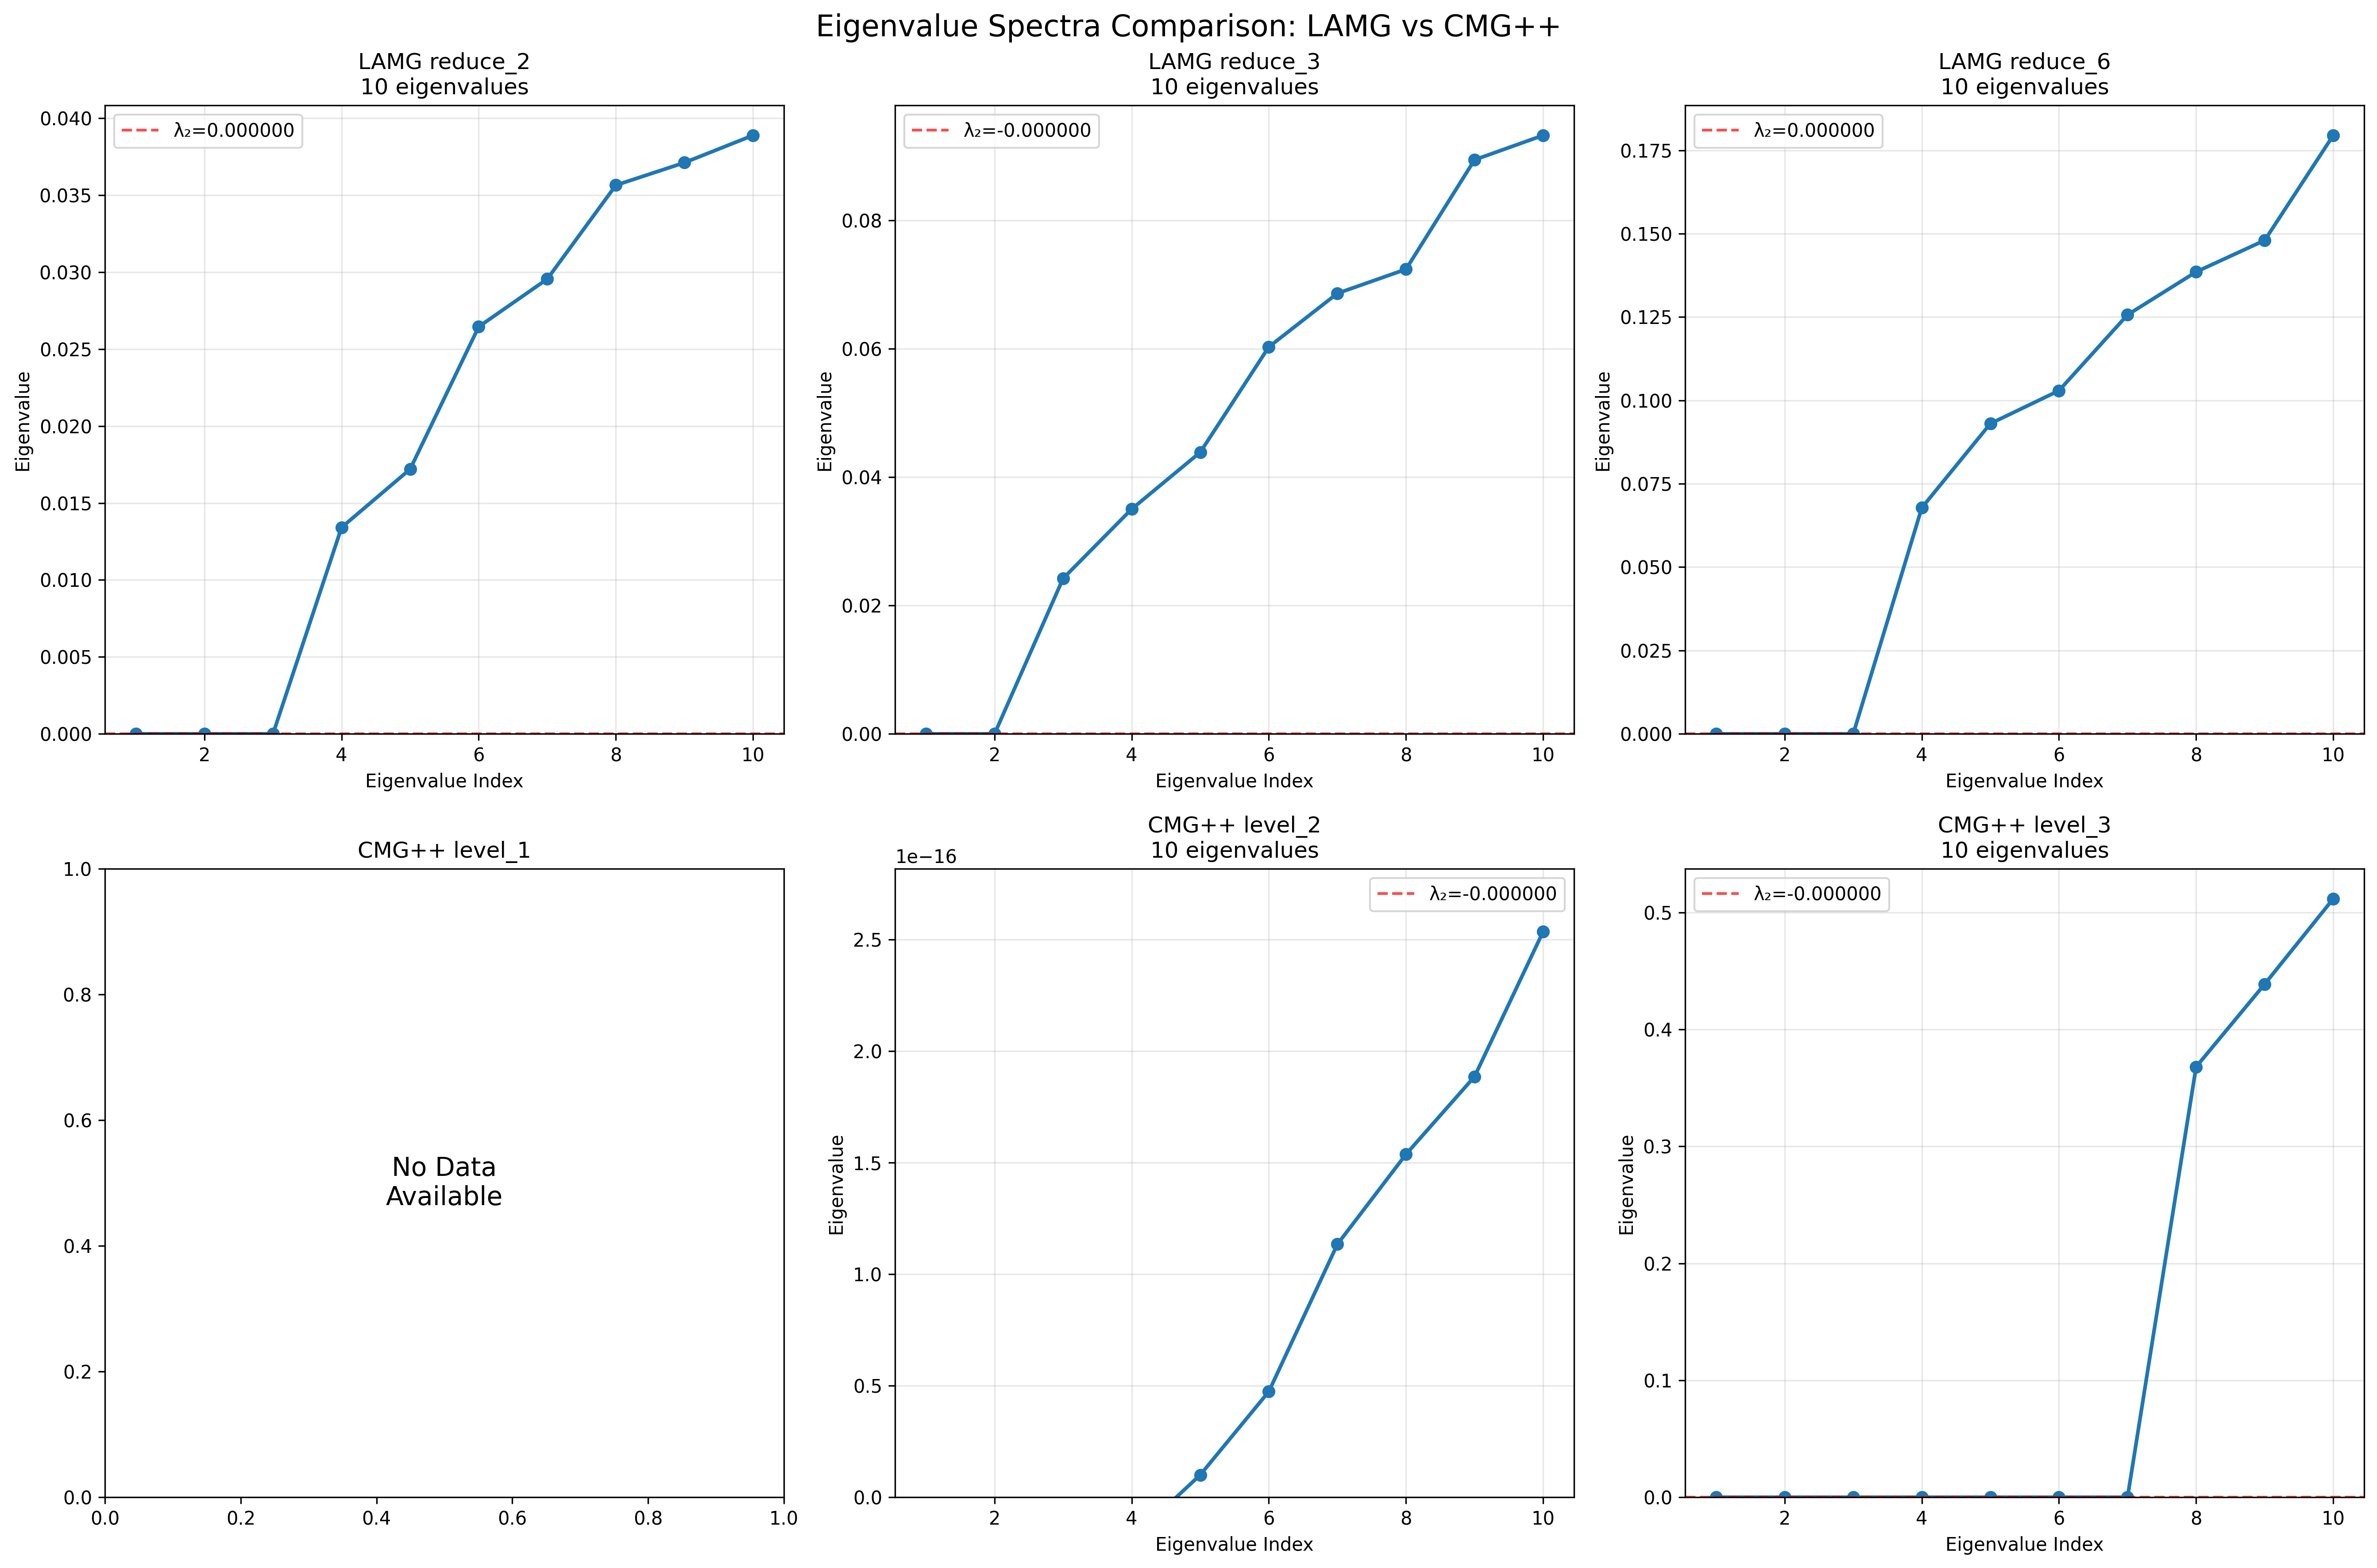 Eigenvalue Spectra Comparison: LAMG vs CMG++
LAMG reduce_2
10 eigenvalues
λ₂=0.000000
0.040
0.035
0.030
0.025
0.020
0.015
0.010
0.005
0.000
Eigenvalue
2 4 6 8 10
Eigenvalue Index
LAMG reduce_3
10 eigenvalues
λ₂=-0.000000
0.08
0.06
0.04
0.02
0.00
Eigenvalue
2 4 6 8 10
Eigenvalue Index
LAMG reduce_6
10 eigenvalues
λ₂=0.000000
0.175
0.150
0.125
0.100
0.075
0.050
0.025
0.000
Eigenvalue
2 4 6 8 10
Eigenvalue Index
CMG++ level_1
1.0
0.8
0.6
0.4
0.2
0.0
No Data
Available
0.0 0.2 0.4 0.6 0.8 1.0
CMG++ level_2
10 eigenvalues
1e−16
λ₂=-0.000000
2.5
2.0
1.5
1.0
0.5
0.0
Eigenvalue
2 4 6 8 10
Eigenvalue Index
CMG++ level_3
10 eigenvalues
λ₂=-0.000000
0.5
0.4
0.3
0.2
0.1
0.0
Eigenvalue
2 4 6 8 10
Eigenvalue Index